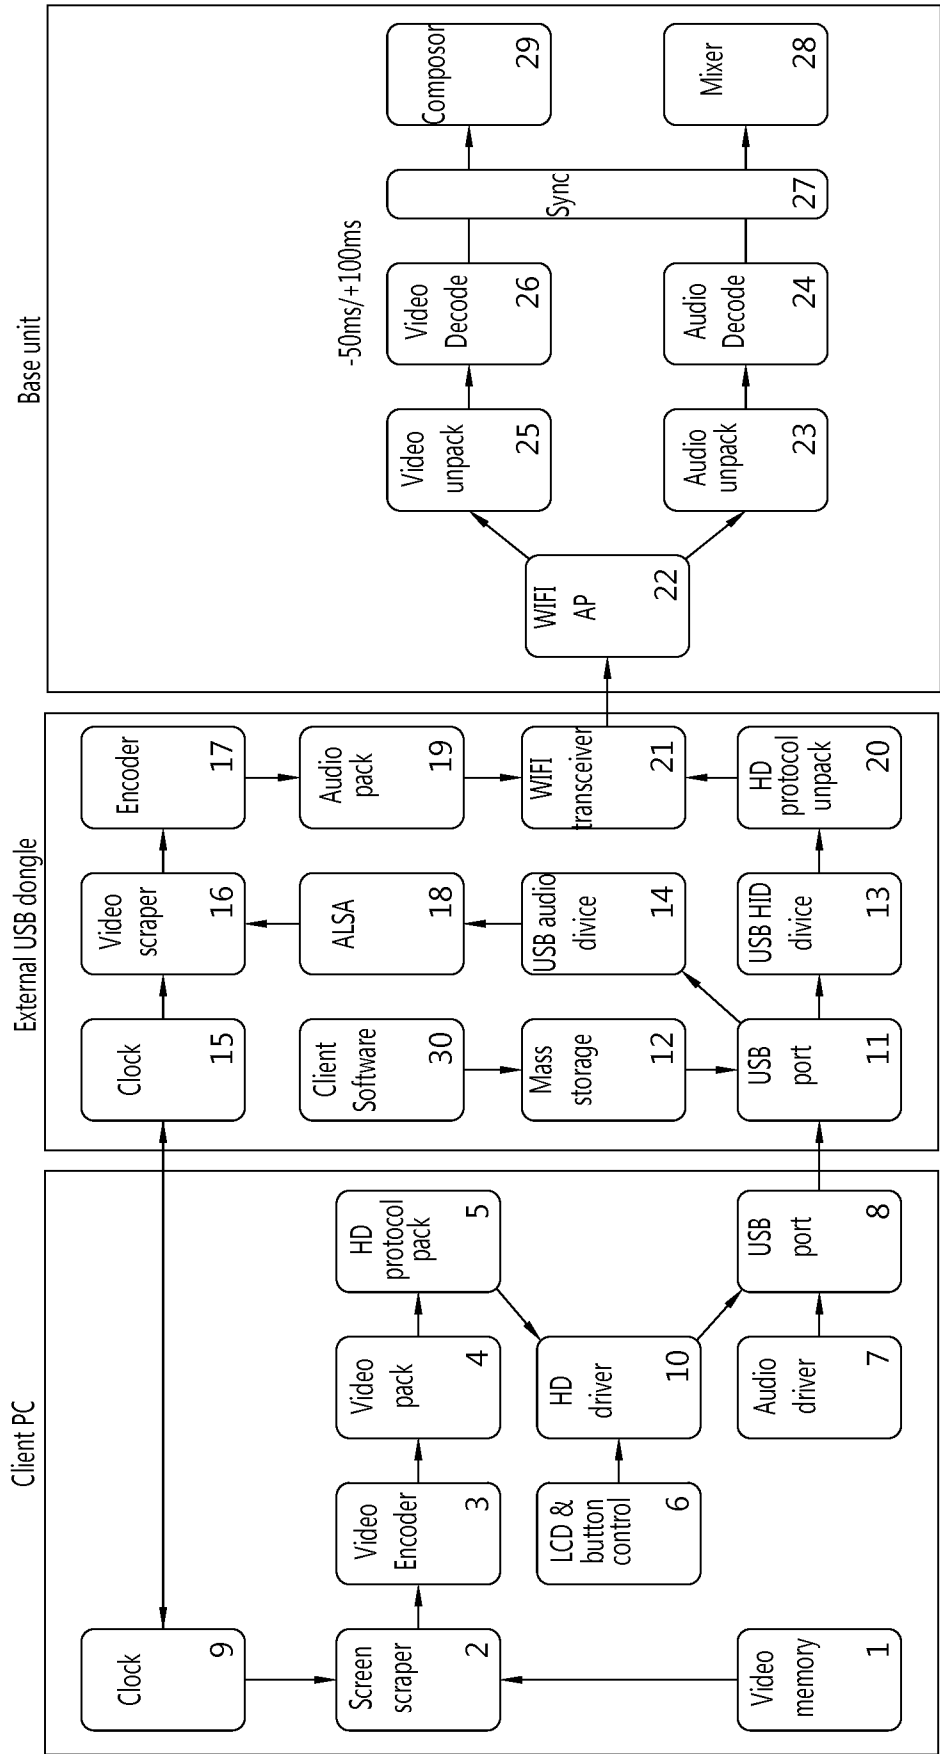 Client PC
Clock
9
Screen
scraper
2
Video
memory
1
Video
Encoder
3
LCD &
button
control
6
Video
pack
4
HD
driver
10
Audio
driver
7
HD
protocol
pack
5
USB
port
8
External USB dongle
Clock
15
Client
Software
30
Mass
storage
12
USB
port
11
Video
scraper
16
ALSA
18
USB audio
divice
14
USB HID
divice
13
Encoder
17
Audio
pack
19
WIFI
transceiver
21
HD
protocol
unpack
20
Base unit
WIFI
AP
22
Video
unpack
25
Audio
unpack
23
-50ms/+100ms
Video
Decode
26
Audio
Decode
24
Sync
27
Composor
29
Mixer
28